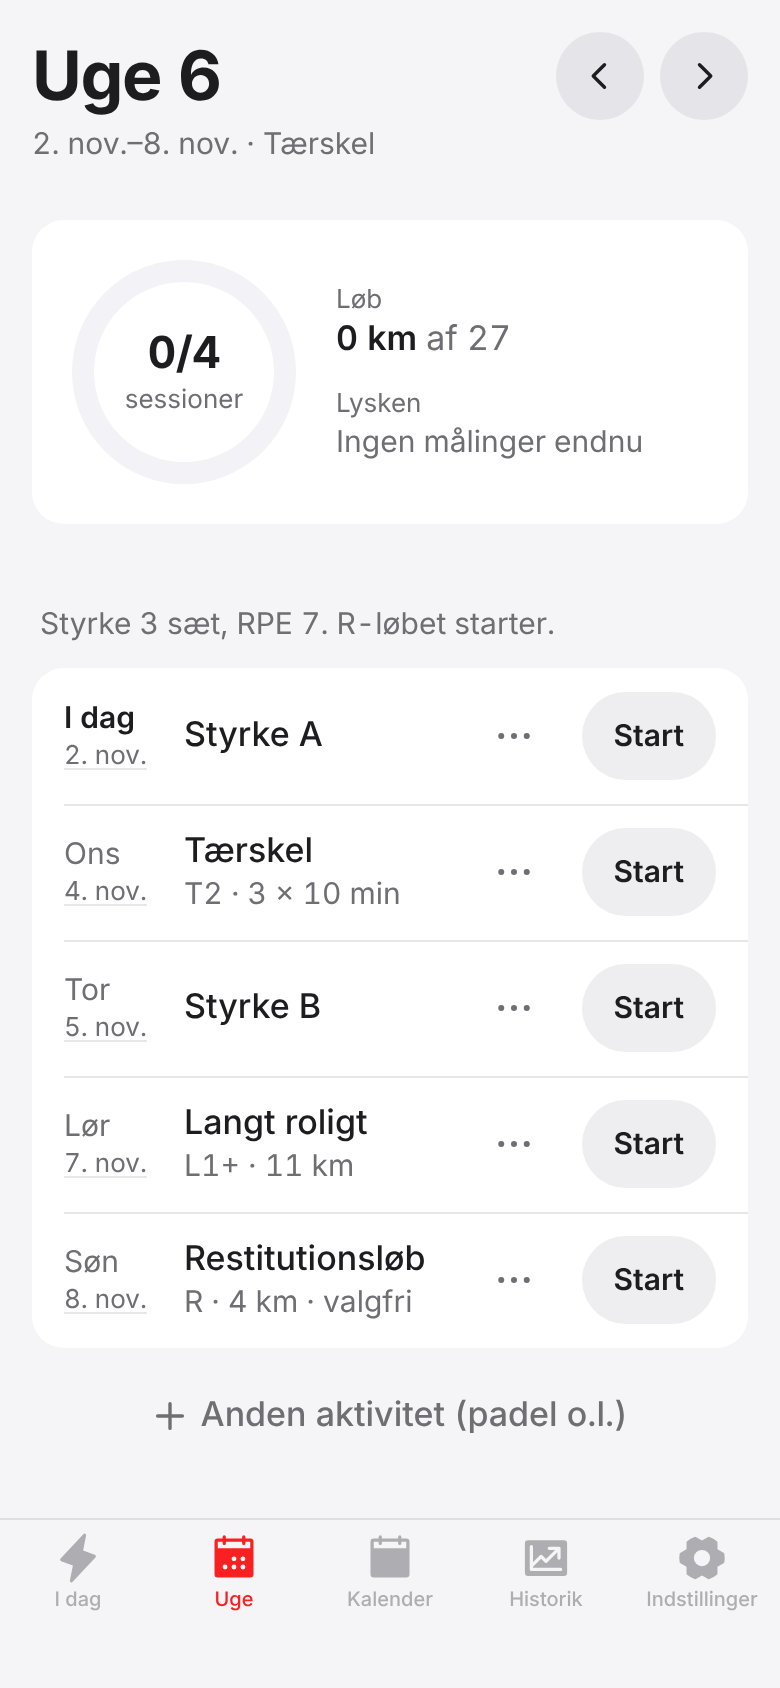 Uge 6
2. nov.–8. nov. · Tærskel
0/4
sessioner
Løb
0 km af 27
Lysken
Ingen målinger endnu
Styrke 3 sæt, RPE 7. R-løbet starter.
I dag
2. nov.
Styrke A
Start
Ons
4. nov.
Tærskel
T2 · 3 × 10 min
Start
Tor
5. nov.
Styrke B
Start
Lør
7. nov.
Langt roligt
L1+ · 11 km
Start
Søn
8. nov.
Restitutionsløb
R · 4 km · valgfri
Start
+ Anden aktivitet (padel o.l.)
I dag
Uge
Kalender
Historik
Indstillinger